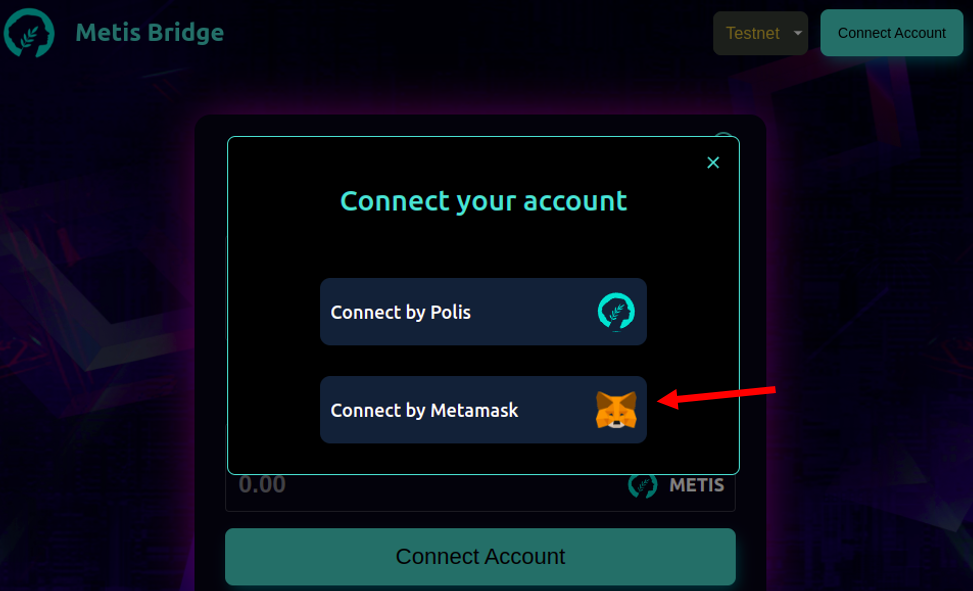 Metis Bridge
Testnet
Connect Account
Connect your account
Connect by Polis
Connect by Metamask
0.00
METIS
Connect Account